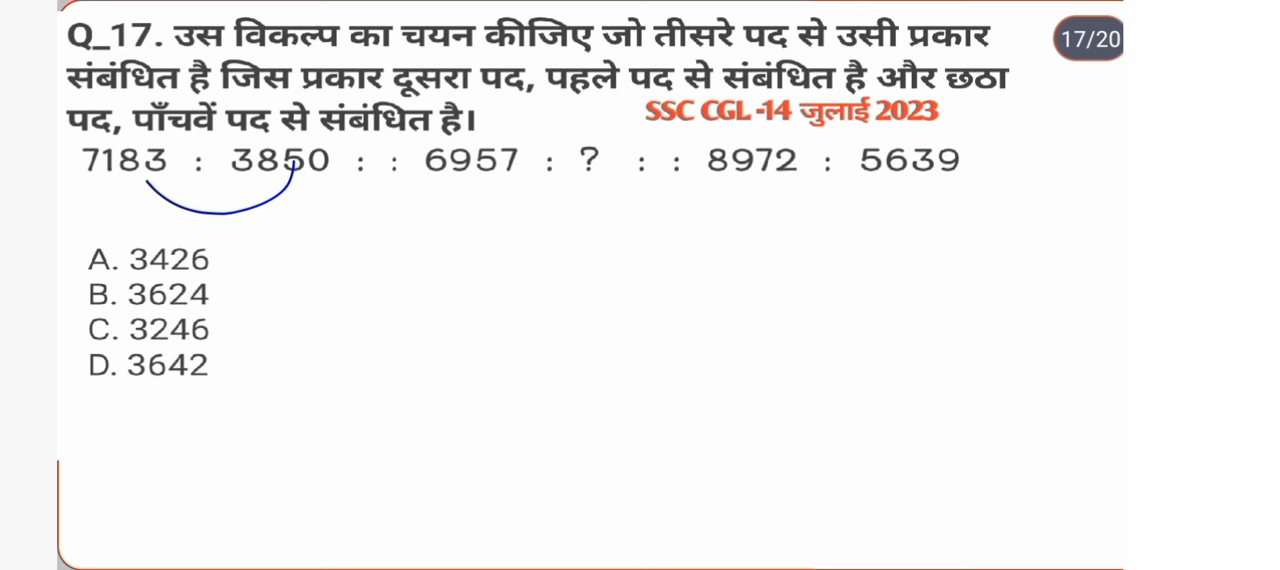 Q_17. उस विकल्प का चयन कीजिए जो तीसरे पद से उसी प्रकार
17/20
संबंधित है जिस प्रकार दूसरा पद, पहले पद से संबंधित है और छठा
पद, पाँचवें पद से संबंधित है।
SSC CGL -14 जुलाई 2023
7183 : 3850 : : 6957 : ? : : 8972 : 5639
A. 3426
B. 3624
C. 3246
D. 3642